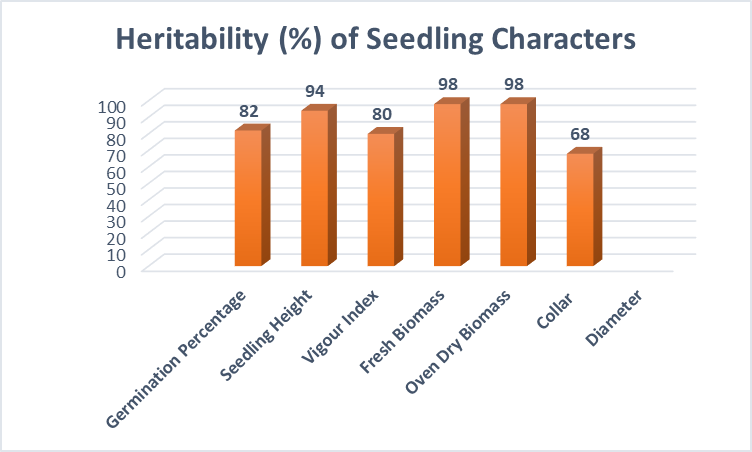 Heritability (%) of Seedling Characters
98
98
94
82
80
68
100
90
80
70
60
50
40
30
20
10
0
Germination Percentage
Seedling Height
Vigour Index
Fresh Biomass
Oven Dry Biomass
Collar
Diameter